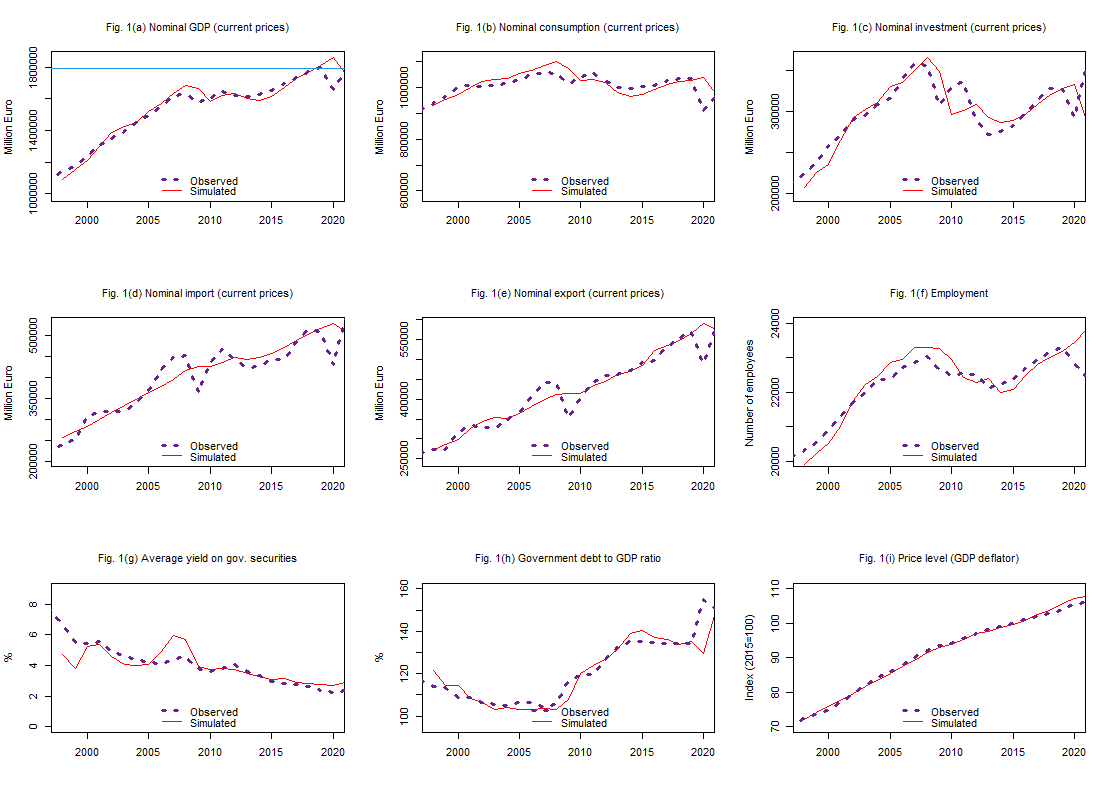 Fig. 1(a) Nominal GDP (current prices)
Million Euro
1000000
1400000
1800000
Observed
Simulated
2000 2005 2010 2015 2020
Fig. 1(b) Nominal consumption (current prices)
Million Euro
600000
800000
1000000
Observed
Simulated
2000 2005 2010 2015 2020
Fig. 1(c) Nominal investment (current prices)
Million Euro
200000
300000
Observed
Simulated
2000 2005 2010 2015 2020
Fig. 1(d) Nominal import (current prices)
Million Euro
200000
350000
500000
Observed
Simulated
2000 2005 2010 2015 2020
Fig. 1(e) Nominal export (current prices)
Million Euro
250000
400000
550000
Observed
Simulated
2000 2005 2010 2015 2020
Fig. 1(f) Employment
Number of employees
20000
22000
24000
Observed
Simulated
2000 2005 2010 2015 2020
Fig. 1(g) Average yield on gov. securities
%
0
2
4
6
8
Observed
Simulated
2000 2005 2010 2015 2020
Fig. 1(h) Government debt to GDP ratio
%
100
120
140
160
Observed
Simulated
2000 2005 2010 2015 2020
Fig. 1(i) Price level (GDP deflator)
Index (2015=100)
70
80
90
100
110
Observed
Simulated
2000 2005 2010 2015 2020